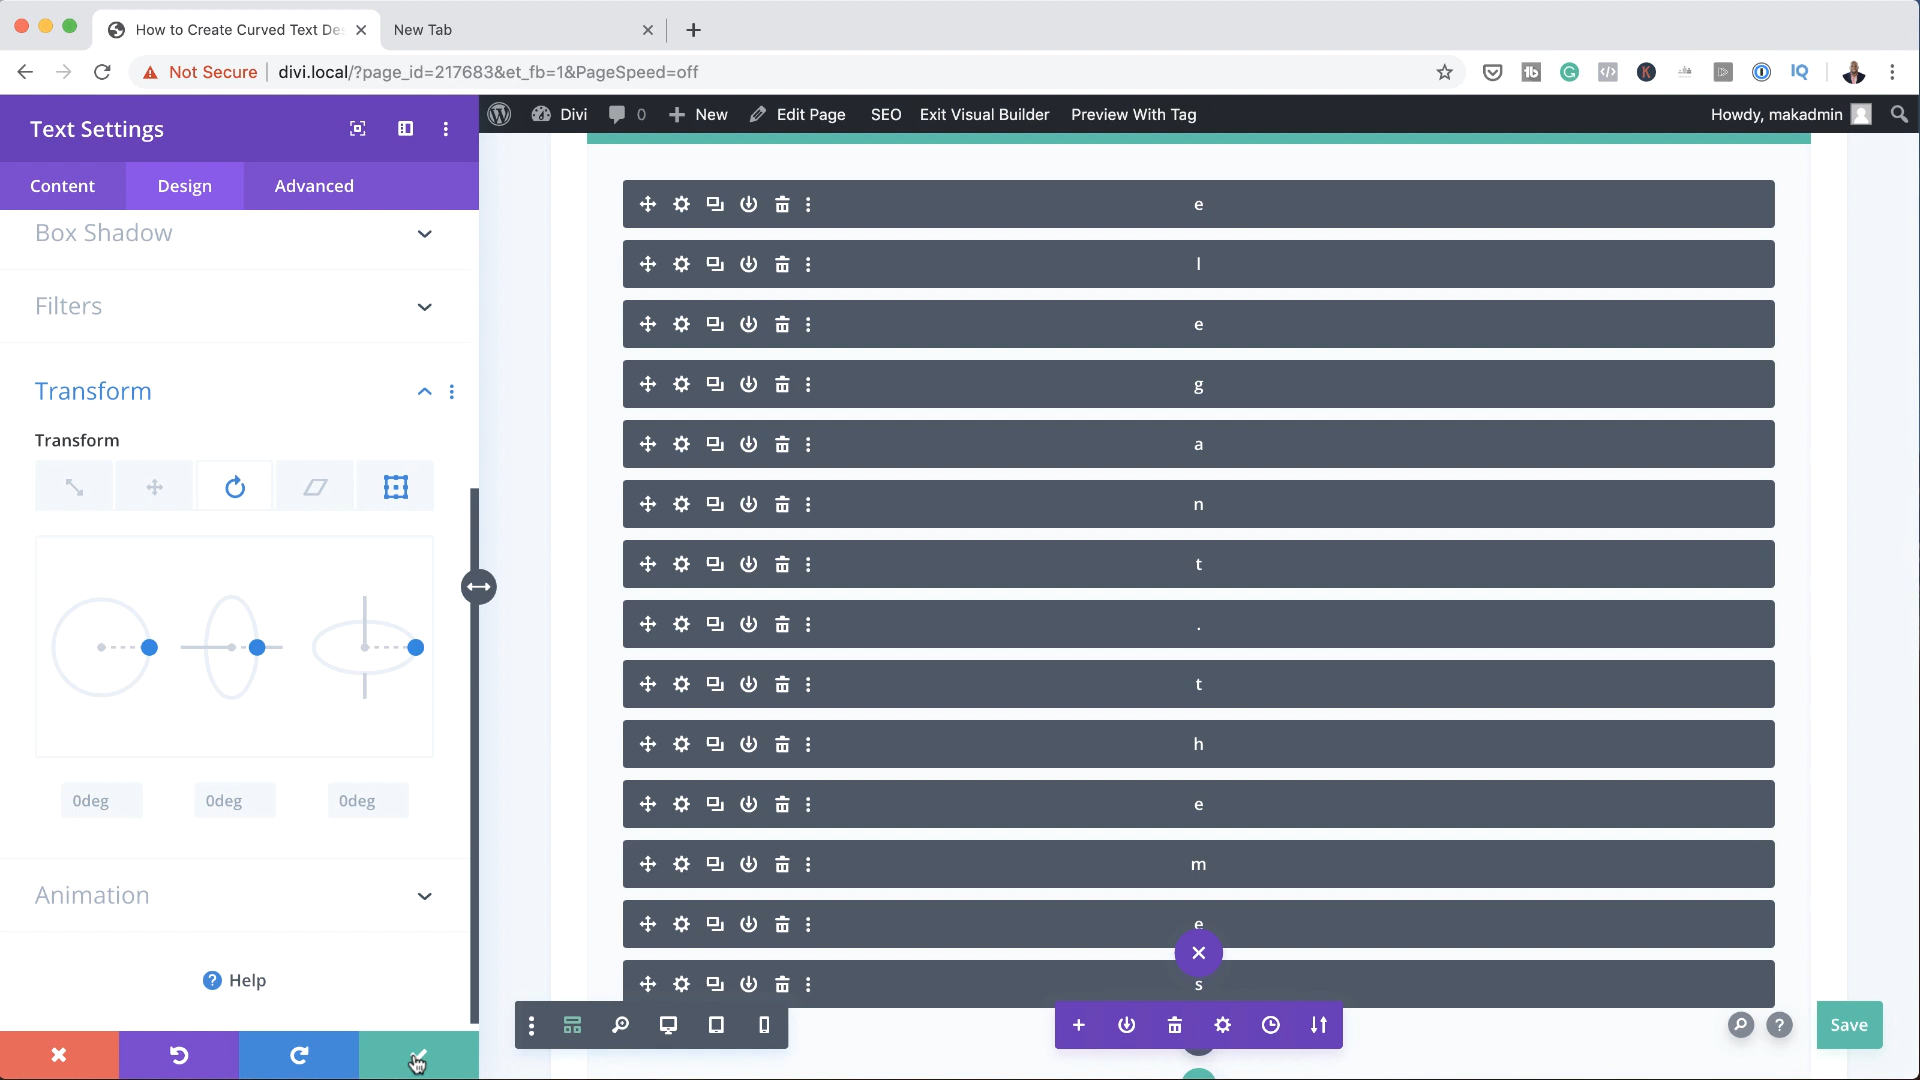 How to Create Curved Text Des
New Tab
Not Secure
divi.local/?page_id=217683&et_fb=1&PageSpeed=off
Divi
0
New
Edit Page
SEO
Exit Visual Builder
Preview With Tag
Howdy, makadmin
Text Settings
Content
Design
Advanced
Box Shadow
Filters
Transform
Transform
0deg
0deg
0deg
Animation
Help
e
l
e
g
a
n
t
.
t
h
e
m
e
s
Save